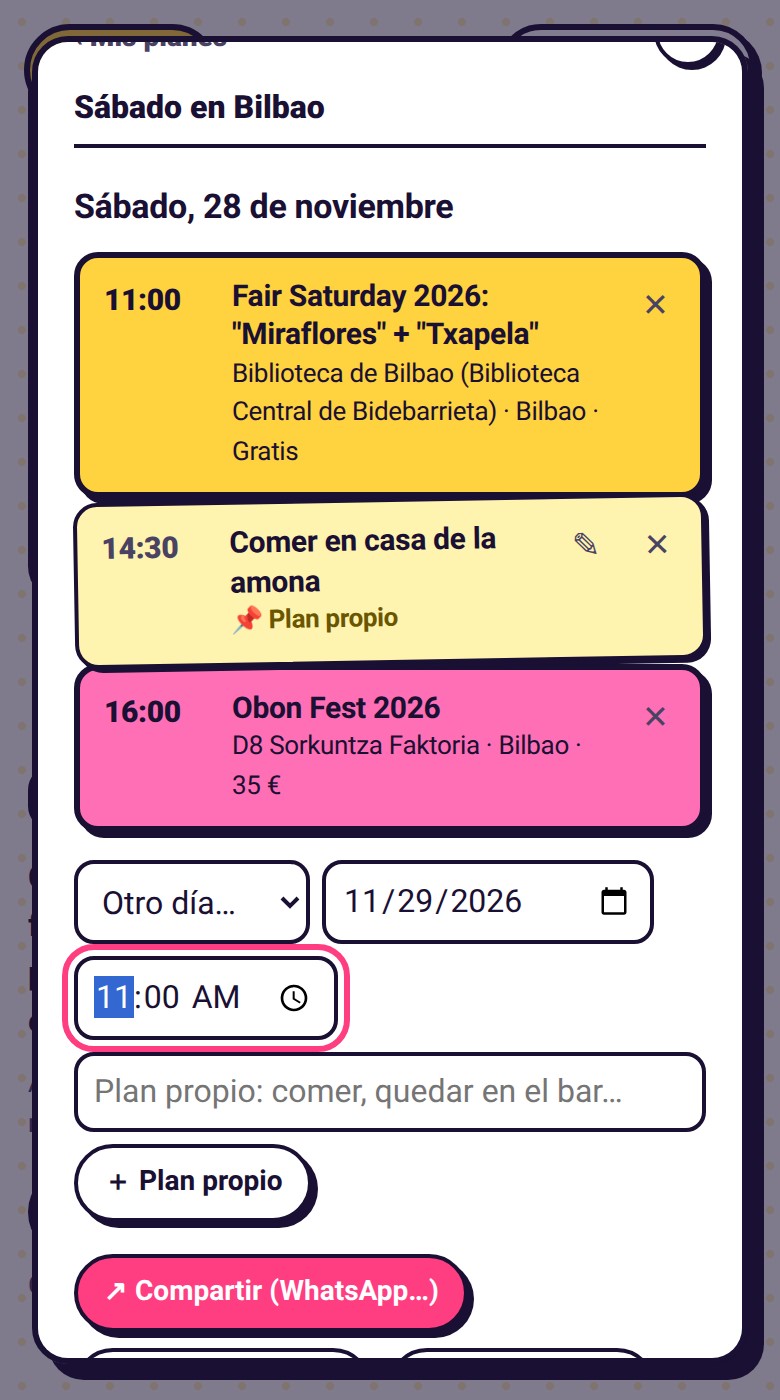 ‹ Mis planes
Sábado en Bilbao
Sábado, 28 de noviembre
11:00
Fair Saturday 2026:
"Miraflores" + "Txapela"
✕
Biblioteca de Bilbao (Biblioteca
Central de Bidebarrieta) · Bilbao ·
Gratis
14:30
Comer en casa de la
amona
✎ ✕
📌 Plan propio
16:00
Obon Fest 2026
✕
D8 Sorkuntza Faktoria · Bilbao ·
35 €
Otro día...
11/29/2026
11:00 AM
Plan propio: comer, quedar en el bar...
+ Plan propio
↗ Compartir (WhatsApp…)